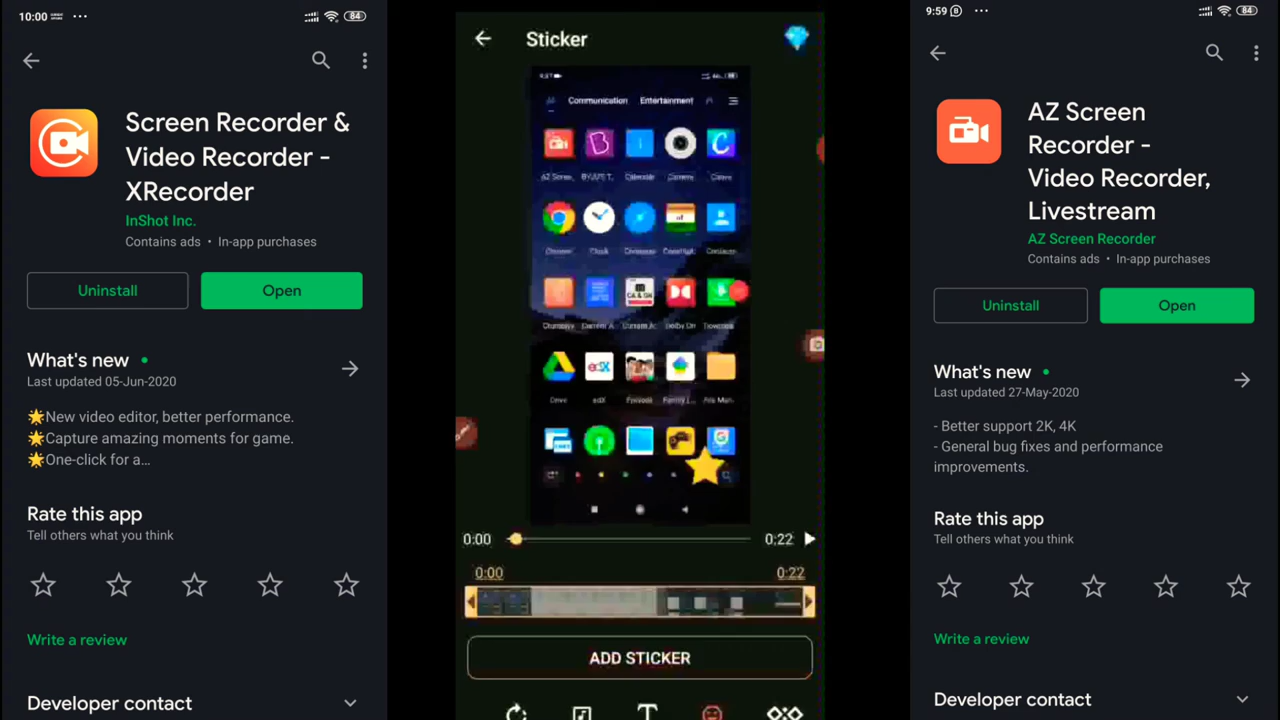 10:00
84
Screen Recorder &
Video Recorder -
XRecorder
InShot Inc.
Contains ads • In-app purchases
Uninstall
Open
What's new
Last updated 05-Jun-2020
🌟New video editor, better performance.
🌟Capture amazing moments for game.
🌟One-click for a…
Rate this app
Tell others what you think
Write a review
Developer contact
Sticker
Communication
Entertainment
Calendar
Camera
Drive
edX
0:00
0:22
0:00
0:22
ADD STICKER
9:59
84
AZ Screen
Recorder -
Video Recorder,
Livestream
AZ Screen Recorder
Contains ads • In-app purchases
Uninstall
Open
What's new
Last updated 27-May-2020
- Better support 2K, 4K
- General bug fixes and performance
improvements.
Rate this app
Tell others what you think
Write a review
Developer contact